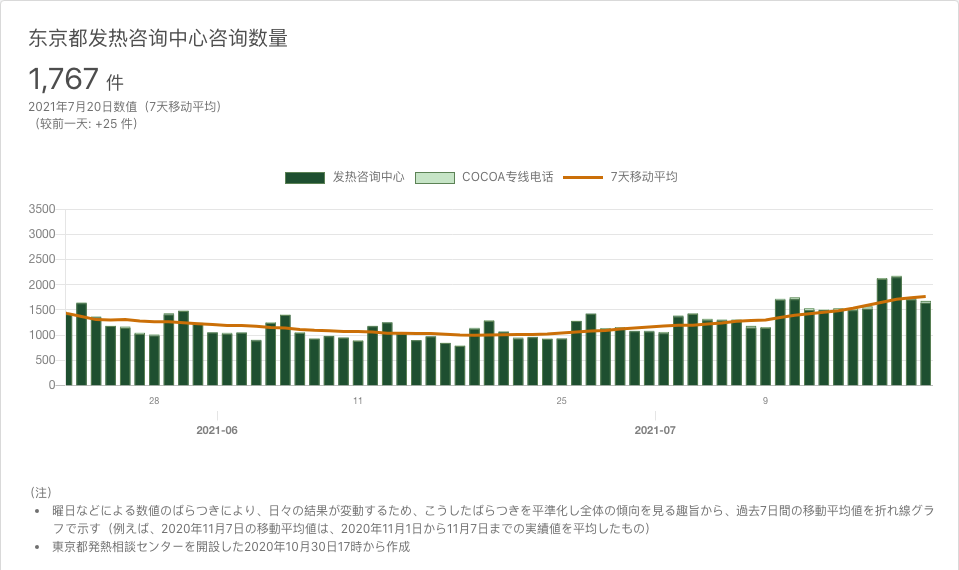 东京都发热咨询中心咨询数量
1,767 件
2021年7月20日数值（7天移动平均）
（较前一天: +25 件）
发热咨询中心 COCOA专线电话 7天移动平均
3500
3000
2500
2000
1500
1000
500
0
28 11 25 9
2021-06 2021-07
（注）
• 曜日などによる数値のばらつきにより、日々の結果が変動するため、こうしたばらつきを平準化し全体の傾向を見る趣旨から、過去7日間の移動平均値を折れ線グラ
フで示す（例えば、2020年11月7日の移動平均値は、2020年11月1日から11月7日までの実績値を平均したもの）
• 東京都発熱相談センターを開設した2020年10月30日17時から作成